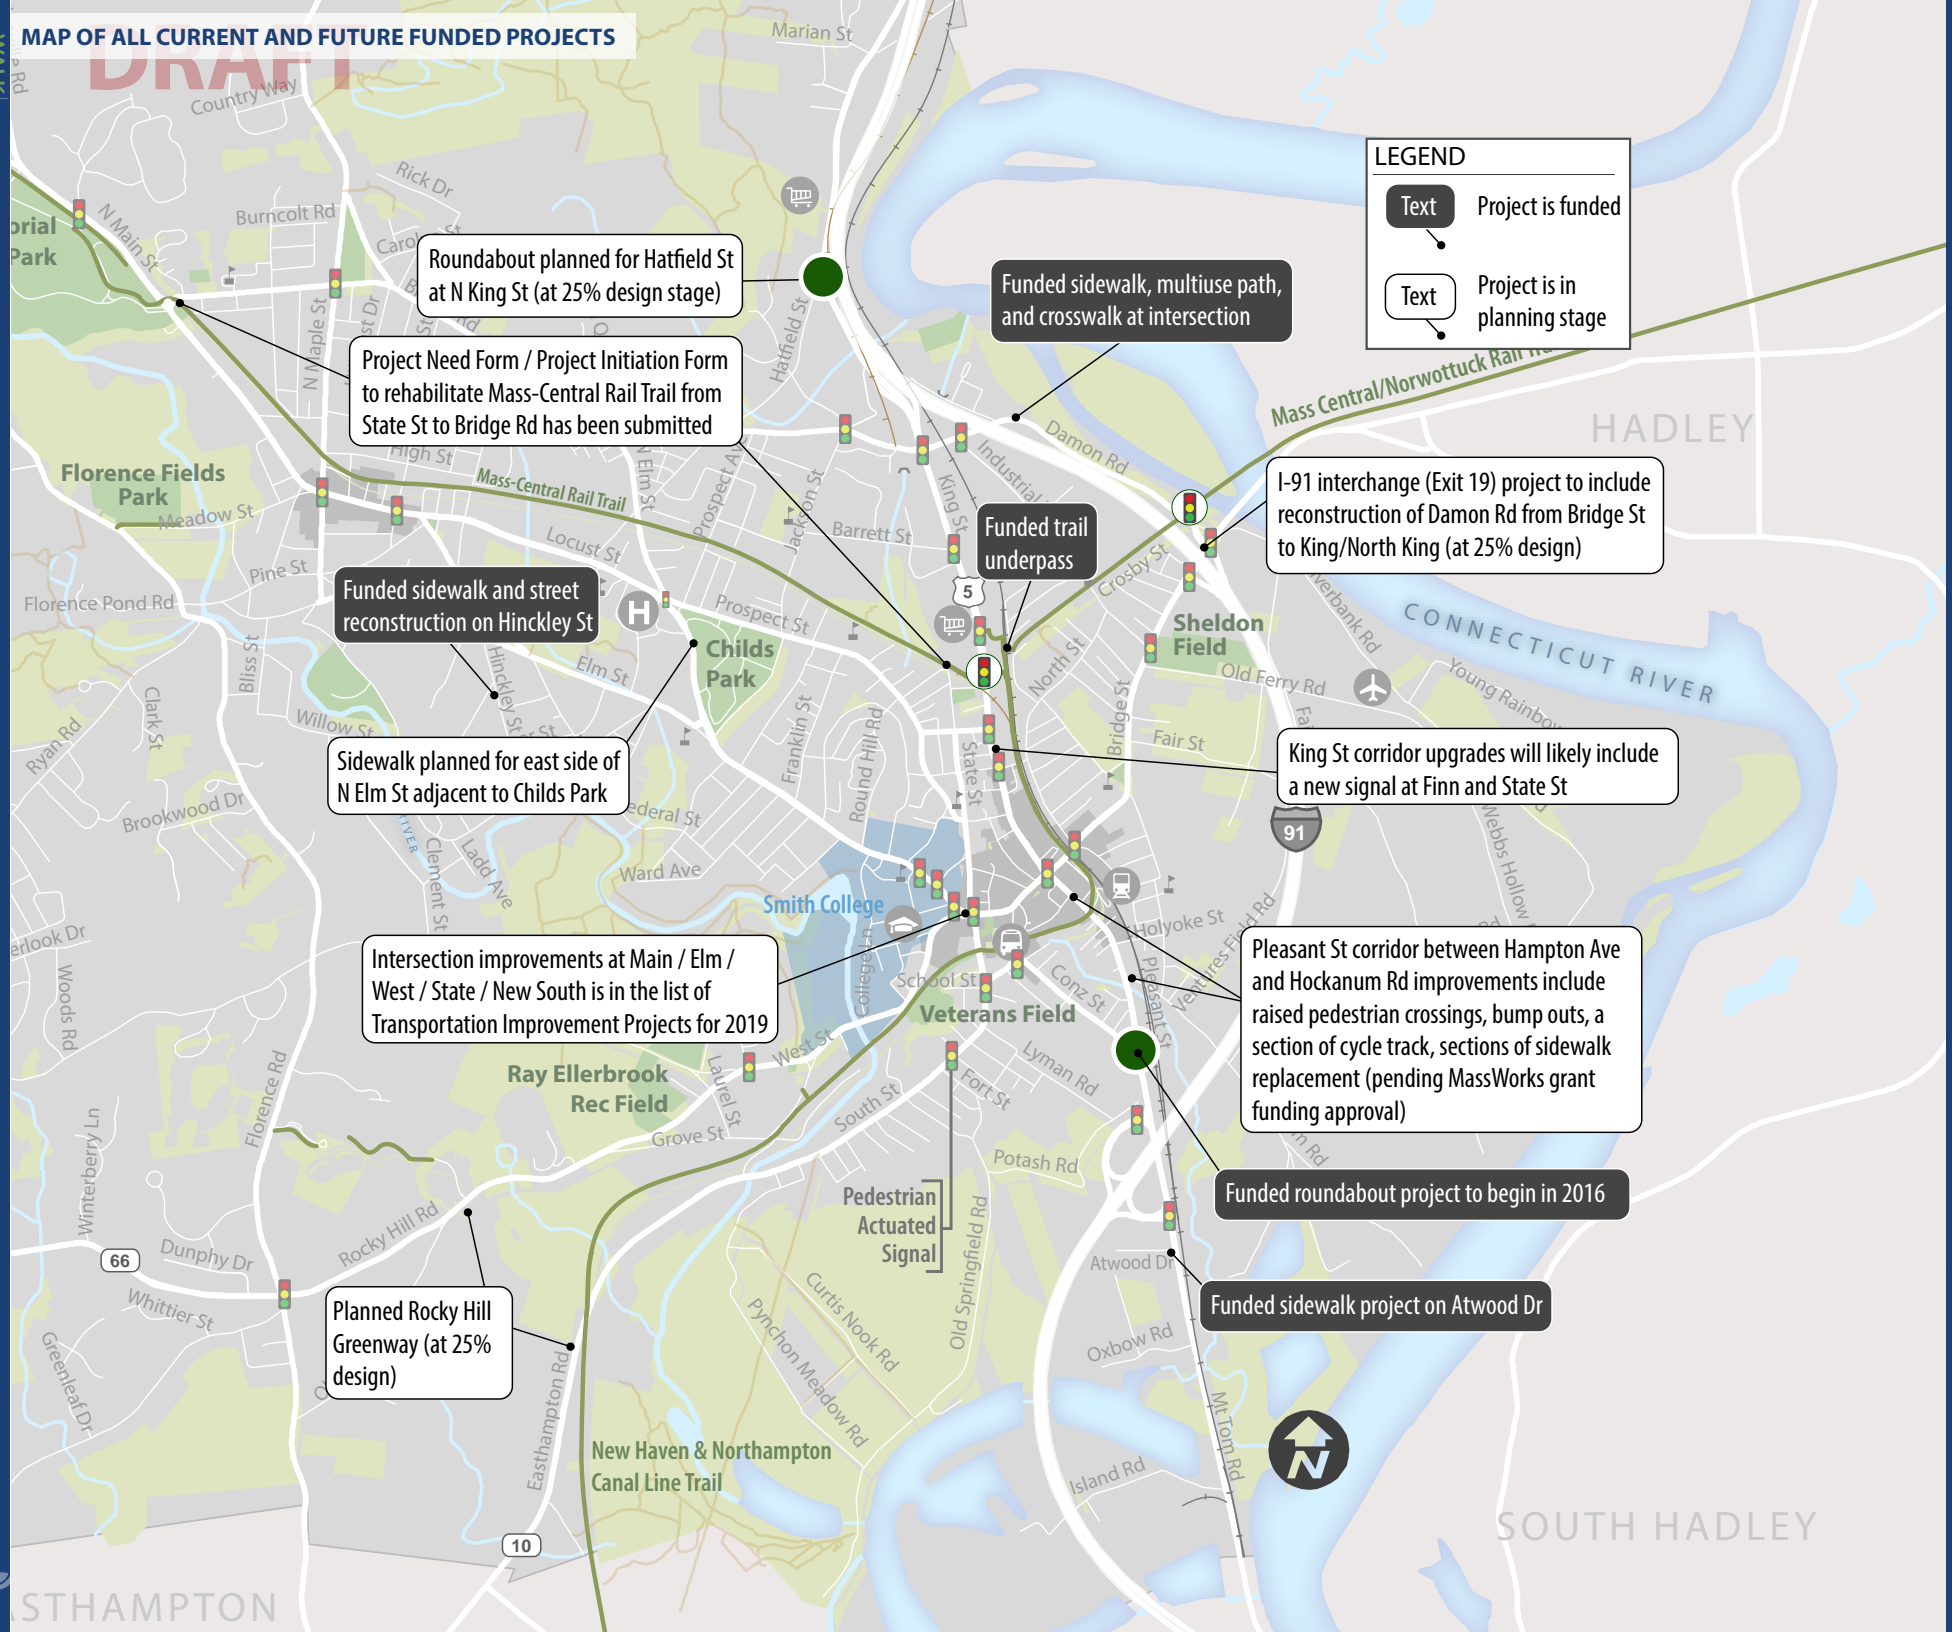 MAP OF ALL CURRENT AND FUTURE FUNDED PROJECTS
DRAFT
Marian St
Country Way
Rick Dr
Burncolt Rd
N Main St
orial
Park
LEGEND
Text
Project is funded
Text
Project is in
planning stage
Roundabout planned for Hatfield St
at N King St (at 25% design stage)
Funded sidewalk, multiuse path,
and crosswalk at intersection
N Maple St
Hatfield St
Project Need Form / Project Initiation Form
to rehabilitate Mass-Central Rail Trail from
State St to Bridge Rd has been submitted
Mass Central/Norwottuck Rail
HADLEY
Damon Rd
Industrial
High St
N Elm St
Prospect Av
Jackson St
King St
Barrett St
Florence Fields
Park
Meadow St
Mass-Central Rail Trail
I-91 interchange (Exit 19) project to include
reconstruction of Damon Rd from Bridge St
to King/North King (at 25% design)
Funded trail
underpass
Locust St
Pine St
Florence Pond Rd
Crosby St
5
H
Prospect St
Funded sidewalk and street
reconstruction on Hinckley St
Sheldon
Field
verbank Rd
CONNECTICUT RIVER
Childs
Park
Elm St
Hinckley St
Bliss St
Clark St
Ryan Rd
Willow St
North St
Old Ferry Rd
Young Rainbow
Bridge St
Fair St
Franklin St
Round Hill Rd
State St
Sidewalk planned for east side of
N Elm St adjacent to Childs Park
King St corridor upgrades will likely include
a new signal at Finn and State St
91
Webbs Hollow
Brookwood Dr
RIVER
Clement St
Ladd Ave
ederal St
Ward Ave
Smith College
College Ln
Holyoke St
Ventures Field Rd
Pleasant St
erlook Dr
Woods Rd
Intersection improvements at Main / Elm /
West / State / New South is in the list of
Transportation Improvement Projects for 2019
School St
Conz St
Veterans Field
Pleasant St corridor between Hampton Ave
and Hockanum Rd improvements include
raised pedestrian crossings, bump outs, a
section of cycle track, sections of sidewalk
replacement (pending MassWorks grant
funding approval)
West St
Ray Ellerbrook
Rec Field
Laurel St
Lyman Rd
Fort St
South St
Grove St
Florence Rd
Winterberry Ln
Potash Rd
Pedestrian
Actuated
Signal
Old Springfield Rd
Funded roundabout project to begin in 2016
Rocky Hill Rd
66
Dunphy Dr
Whittier St
Atwood Dr
Funded sidewalk project on Atwood Dr
Planned Rocky Hill
Greenway (at 25%
design)
Curtis Nook Rd
Pynchon Meadow Rd
Oxbow Rd
Greenleaf Dr
Easthampton Rd
Mt Tom Rd
New Haven & Northampton
Canal Line Trail
N
Island Rd
SOUTH HADLEY
10
STHAMPTON